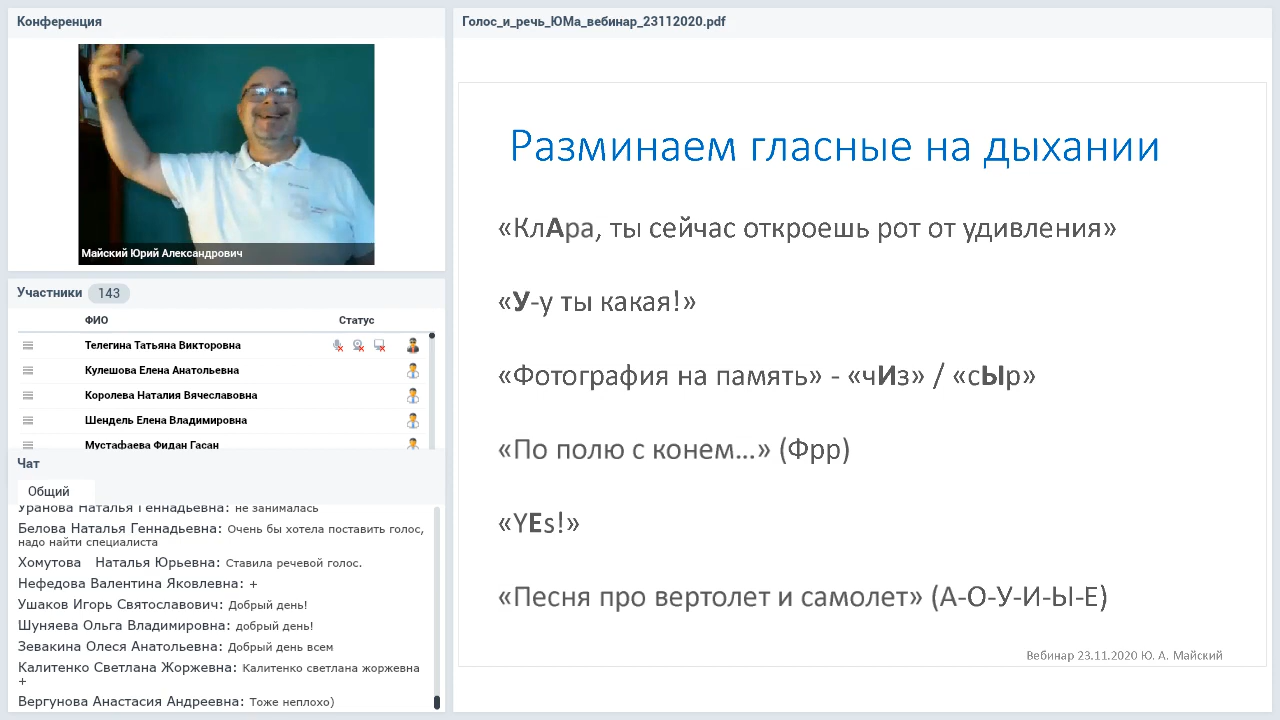 Конференция
Майский Юрий Александрович
Участники 143
ФИО Статус
Телегина Татьяна Викторовна
Кулешова Елена Анатольевна
Королева Наталия Вячеславовна
Шендель Елена Владимировна
Мустафаева Фидан Гасан
Чат
Общий
Уранова Наталья Геннадьевна: не занималась
Белова Наталья Геннадьевна: Очень бы хотела поставить голос,
надо найти специалиста
Хомутова Наталья Юрьевна: Ставила речевой голос.
Нефедова Валентина Яковлевна: +
Ушаков Игорь Святославович: Добрый день!
Шуняева Ольга Владимировна: добрый день!
Зевакина Олеся Анатольевна: Добрый день всем
Калитенко Светлана Жоржевна: Калитенко светлана жоржевна
+
Вергунова Анастасия Андреевна: Тоже неплохо)
Голос_и_речь_ЮМа_вебинар_23112020.pdf
Разминаем гласные на дыхании
«КлАра, ты сейчас откроешь рот от удивления»
«У-у ты какая!»
«Фотография на память» - «чИз» / «сЫр»
«По полю с конем…» (Фрр)
«YEs!»
«Песня про вертолет и самолет» (А-О-У-И-Ы-Е)
Вебинар 23.11.2020 Ю. А. Майский